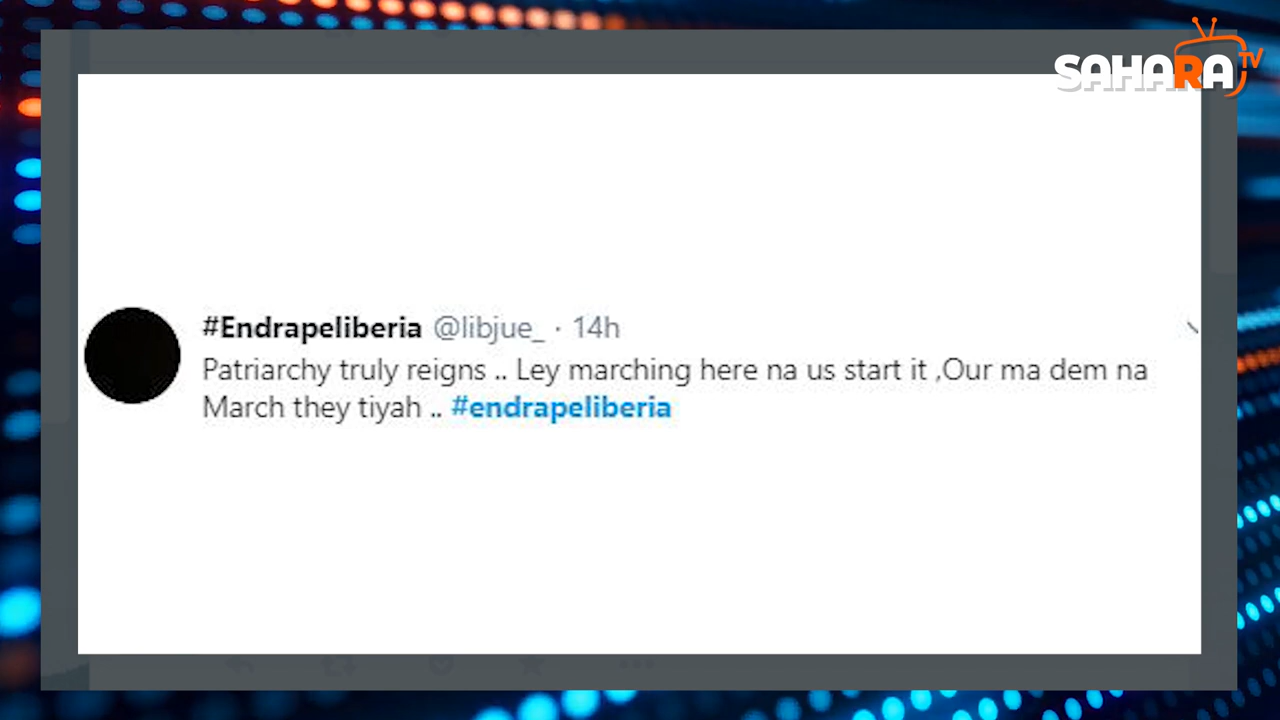 SAHARA TV
#Endrapeliberia @libjue_ · 14h
Patriarchy truly reigns .. Ley marching here na us start it ,Our ma dem na
March they tiyah .. #endrapeliberia